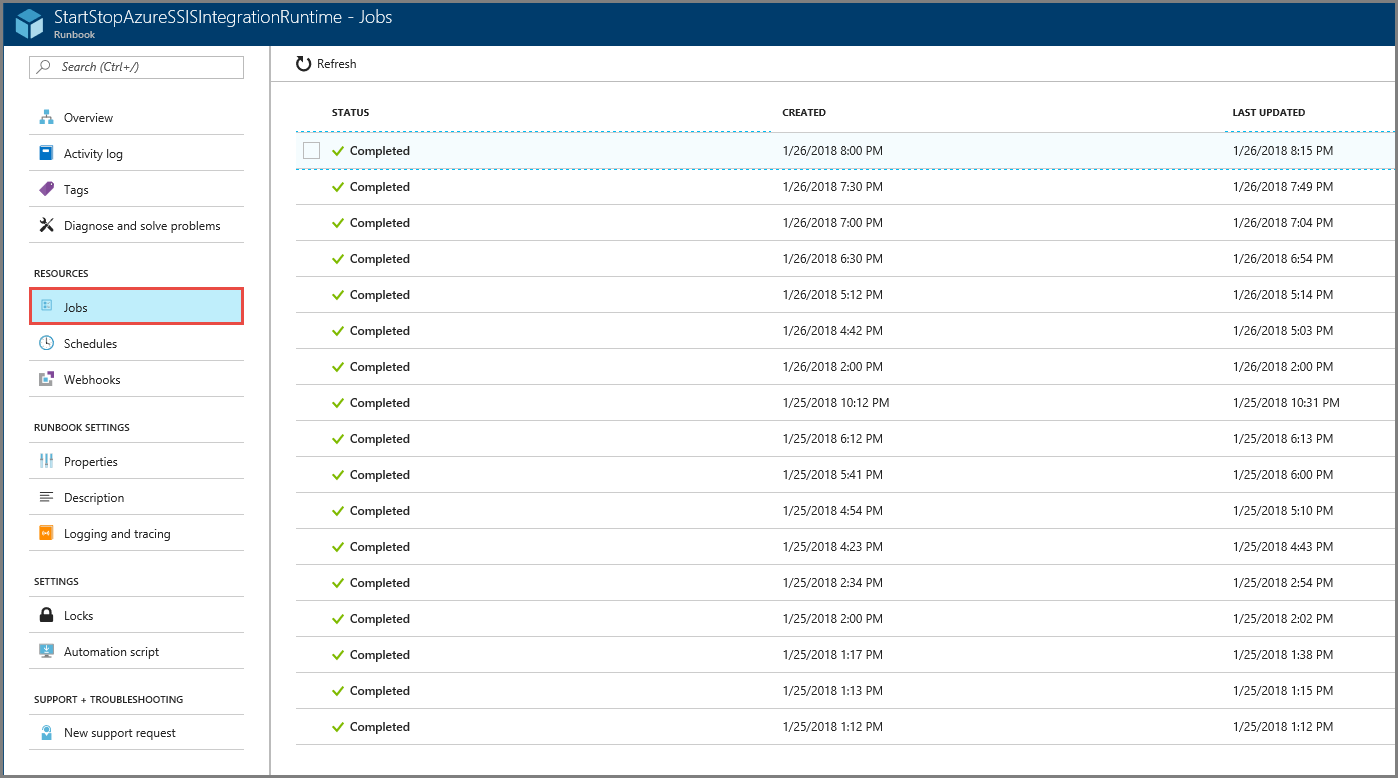 StartStopAzureSSISIntegrationRuntime - Jobs
Runbook
Search (Ctrl+/)
Overview
Activity log
Tags
Diagnose and solve problems
RESOURCES
Jobs
Schedules
Webhooks
RUNBOOK SETTINGS
Properties
Description
Logging and tracing
SETTINGS
Locks
Automation script
SUPPORT + TROUBLESHOOTING
New support request
Refresh
STATUS CREATED LAST UPDATED
Completed 1/26/2018 8:00 PM 1/26/2018 8:15 PM
Completed 1/26/2018 7:30 PM 1/26/2018 7:49 PM
Completed 1/26/2018 7:00 PM 1/26/2018 7:04 PM
Completed 1/26/2018 6:30 PM 1/26/2018 6:54 PM
Completed 1/26/2018 5:12 PM 1/26/2018 5:14 PM
Completed 1/26/2018 4:42 PM 1/26/2018 5:03 PM
Completed 1/26/2018 2:00 PM 1/26/2018 2:00 PM
Completed 1/25/2018 10:12 PM 1/25/2018 10:31 PM
Completed 1/25/2018 6:12 PM 1/25/2018 6:13 PM
Completed 1/25/2018 5:41 PM 1/25/2018 6:00 PM
Completed 1/25/2018 4:54 PM 1/25/2018 5:10 PM
Completed 1/25/2018 4:23 PM 1/25/2018 4:43 PM
Completed 1/25/2018 2:34 PM 1/25/2018 2:54 PM
Completed 1/25/2018 2:00 PM 1/25/2018 2:02 PM
Completed 1/25/2018 1:17 PM 1/25/2018 1:38 PM
Completed 1/25/2018 1:13 PM 1/25/2018 1:15 PM
Completed 1/25/2018 1:12 PM 1/25/2018 1:12 PM